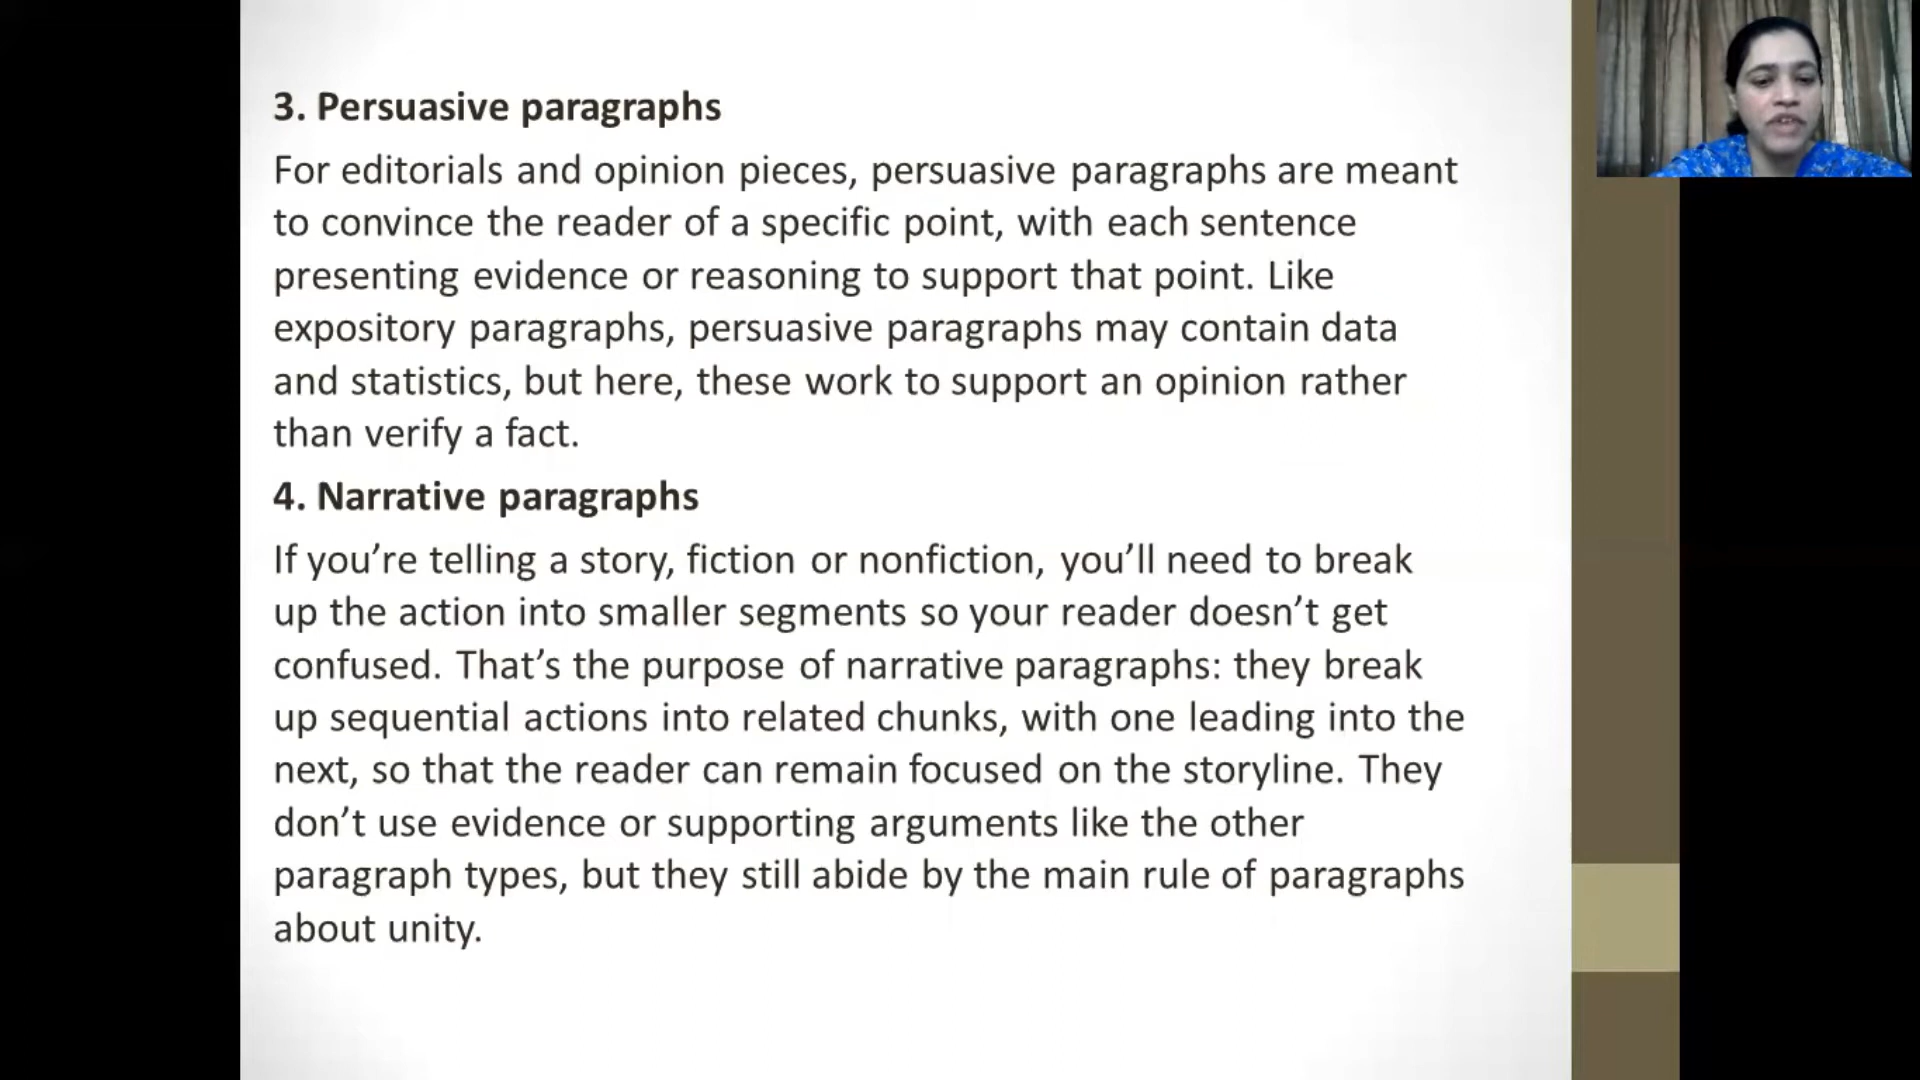 3. Persuasive paragraphs
For editorials and opinion pieces, persuasive paragraphs are meant
to convince the reader of a specific point, with each sentence
presenting evidence or reasoning to support that point. Like
expository paragraphs, persuasive paragraphs may contain data
and statistics, but here, these work to support an opinion rather
than verify a fact.
4. Narrative paragraphs
If you’re telling a story, fiction or nonfiction, you’ll need to break
up the action into smaller segments so your reader doesn’t get
confused. That’s the purpose of narrative paragraphs: they break
up sequential actions into related chunks, with one leading into the
next, so that the reader can remain focused on the storyline. They
don’t use evidence or supporting arguments like the other
paragraph types, but they still abide by the main rule of paragraphs
about unity.